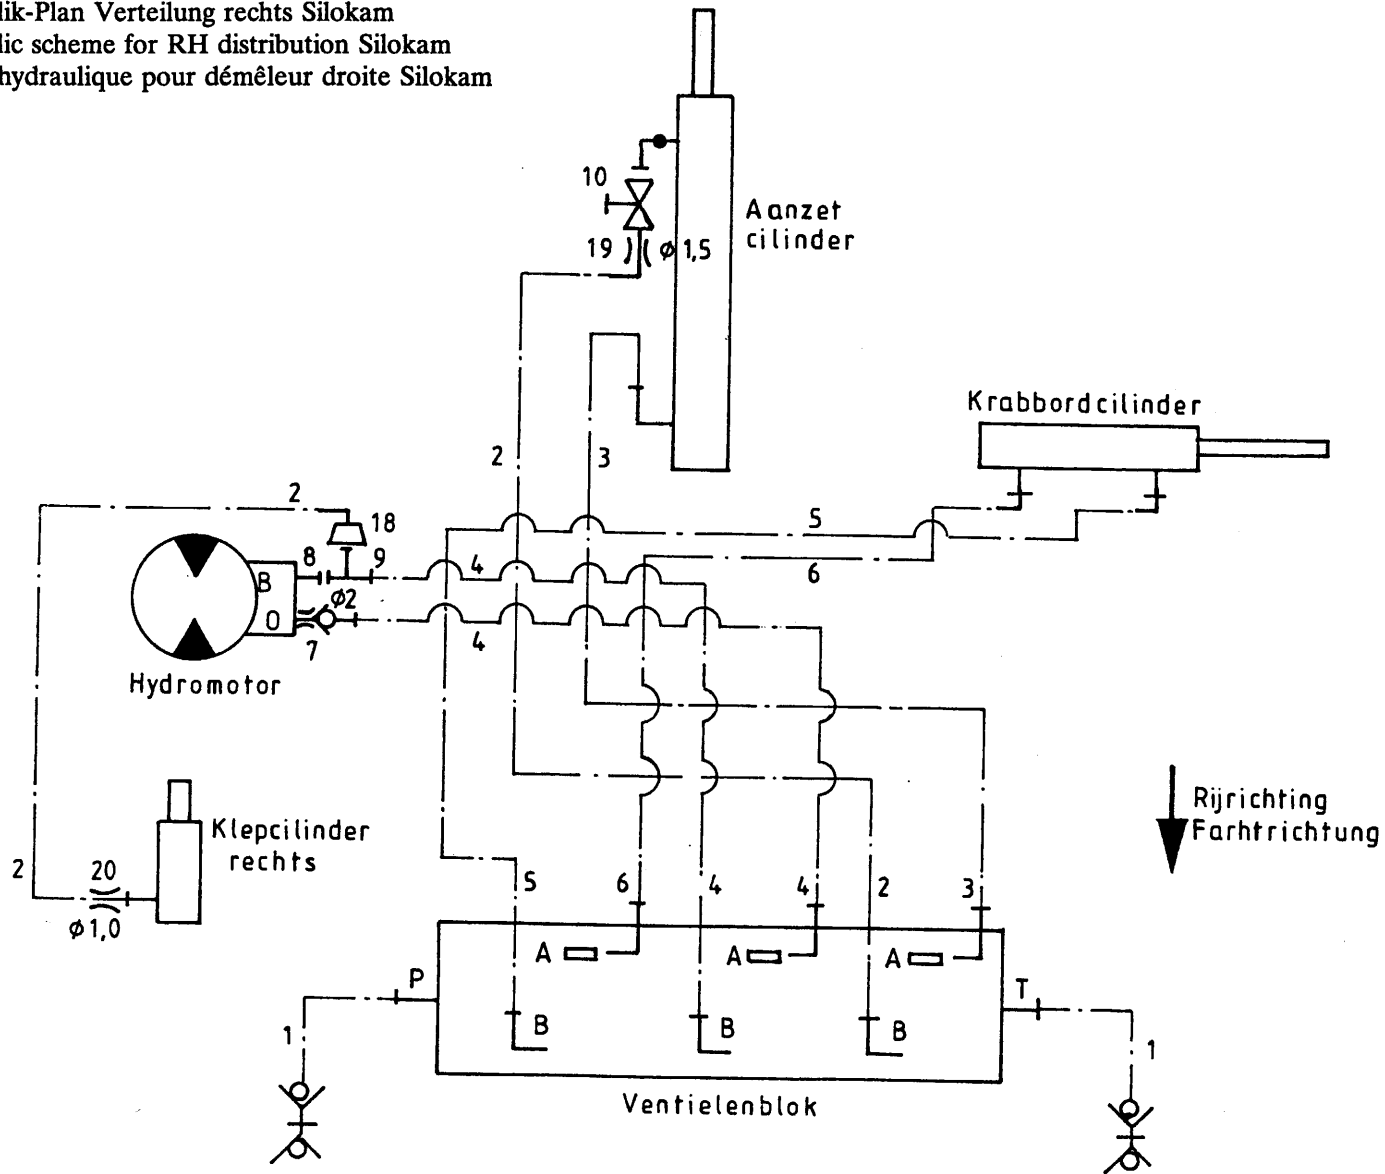 lik-Plan Verteilung rechts Silokam
lic scheme for RH distribution Silokam
hydraulique pour démêleur droite Silokam
10
Aanzet
cilinder
19
ø 1,5
Krabbordcilinder
2
3
2
18
5
8
9
4
6
B
ø2
O
7
4
Hydromotor
Rijrichting
Farhtrichtung
Klepcilinder
rechts
2
20
ø 1,0
5
6
4
4
2
3
A
A
A
P
T
B
B
B
1
1
Ventielenblok